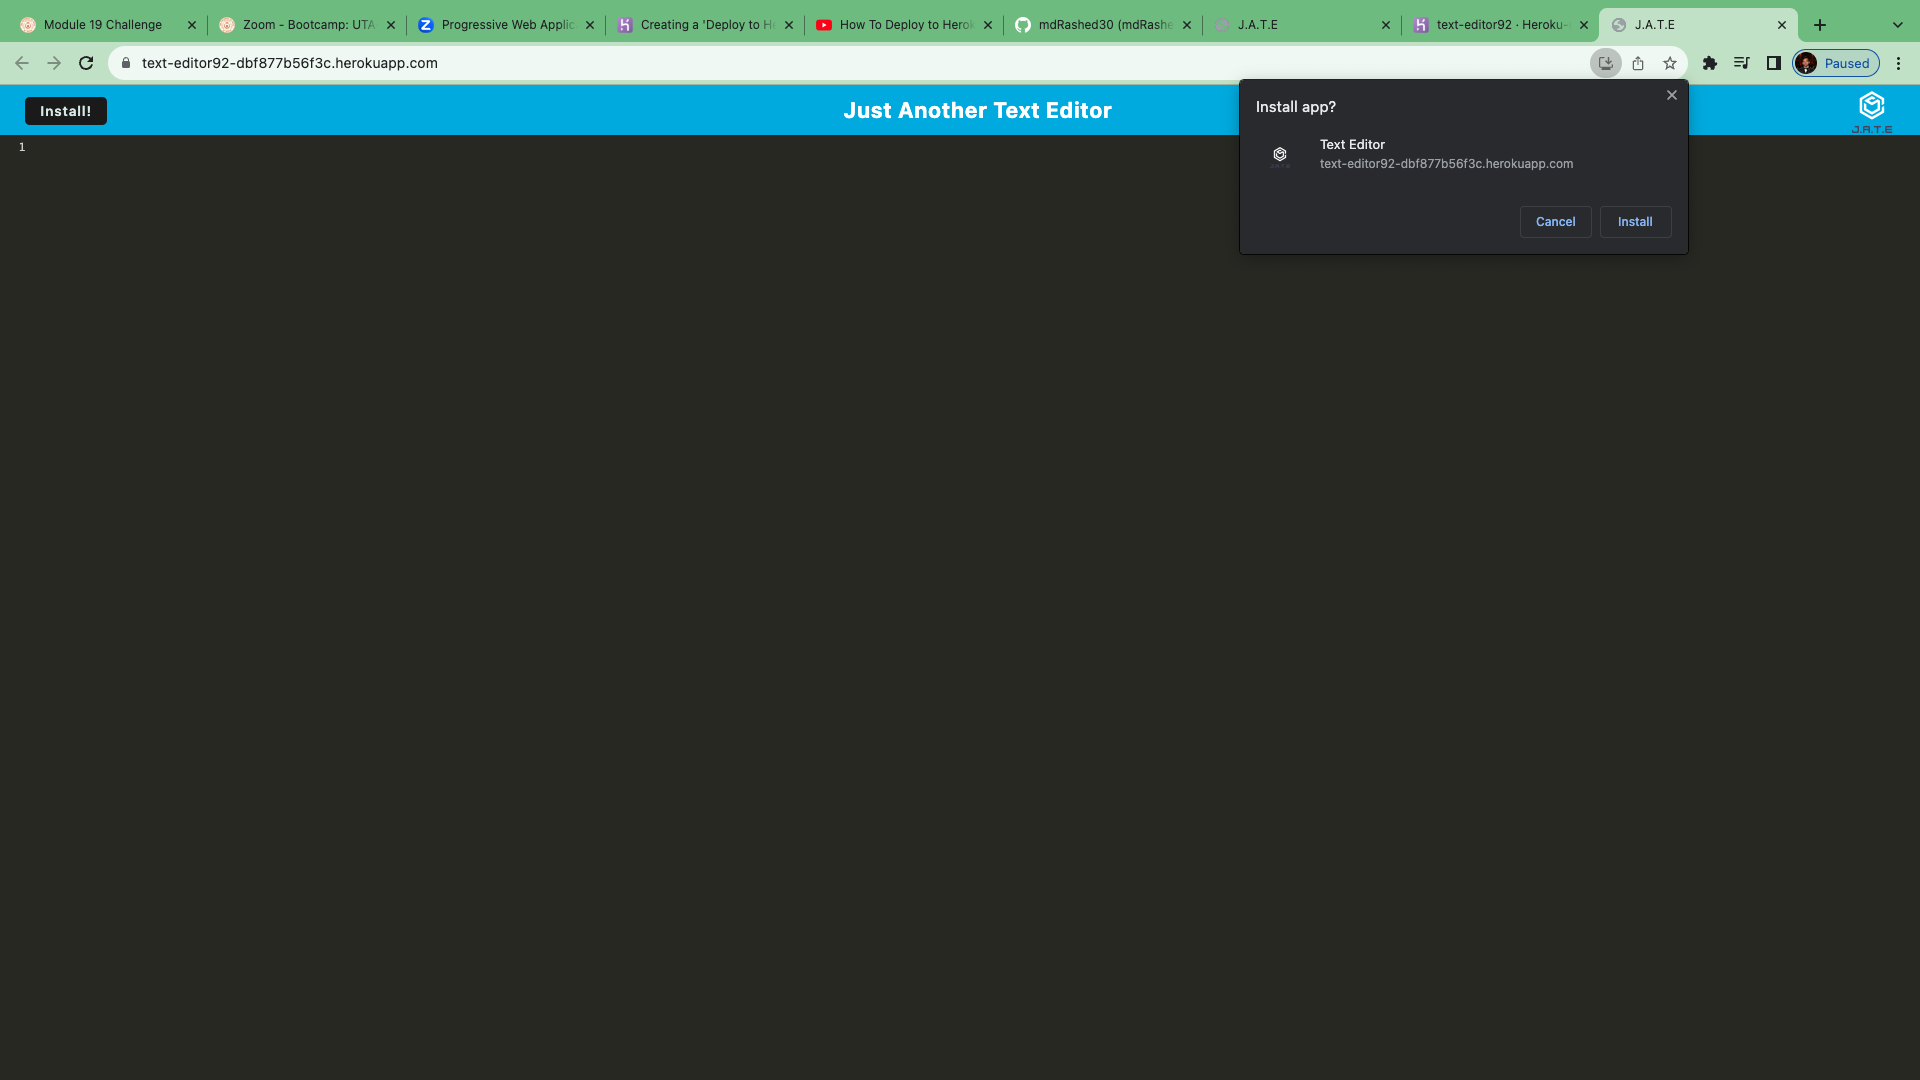 Module 19 Challenge
Zoom - Bootcamp: UTA
Progressive Web Applic
Creating a 'Deploy to He
How To Deploy to Herok
mdRashed30 (mdRashe
J.A.T.E
text-editor92 · Heroku
J.A.T.E
text-editor92-dbf877b56f3c.herokuapp.com
Paused
Install!
Just Another Text Editor
J.A.T.E
Install app?
Text Editor
text-editor92-dbf877b56f3c.herokuapp.com
Cancel
Install
1